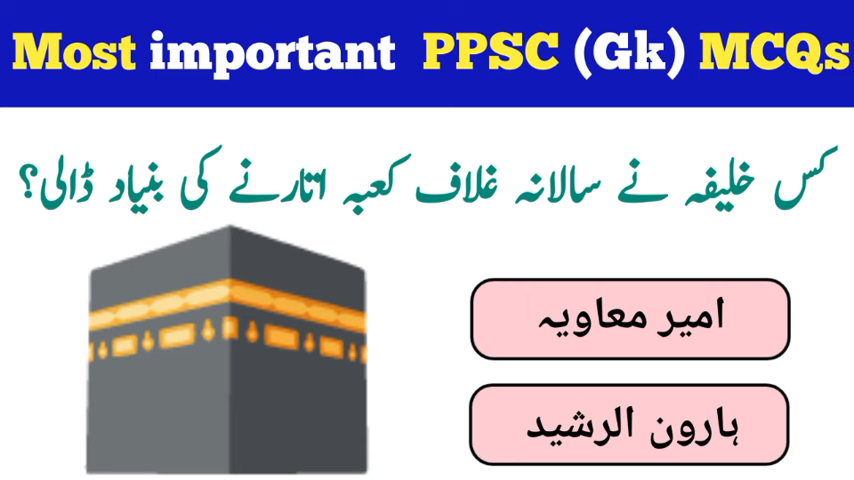 Most important PPSC (Gk) MCQs
کس خلیفہ نے سالانہ غلاف کعبہ اتارنے کی بنیاد ڈالی؟
امیر معاویہ
ہارون الرشید